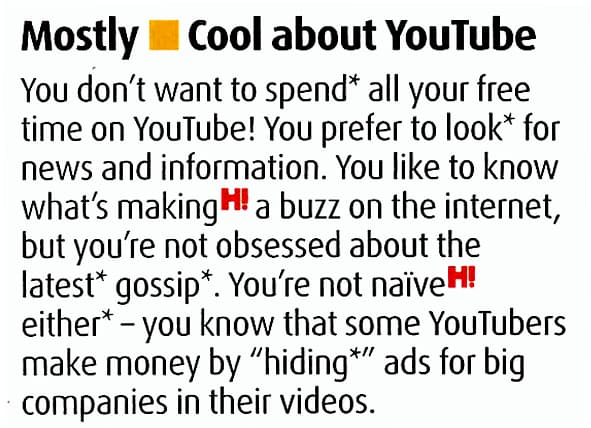 Mostly ■ Cool about YouTube
You don't want to spend* all your free
time on YouTube! You prefer to look* for
news and information. You like to know
what's makingH! a buzz on the internet,
but you're not obsessed about the
latest* gossip*. You're not naïveH!
either* – you know that some YouTubers
make money by "hiding*" ads for big
companies in their videos.